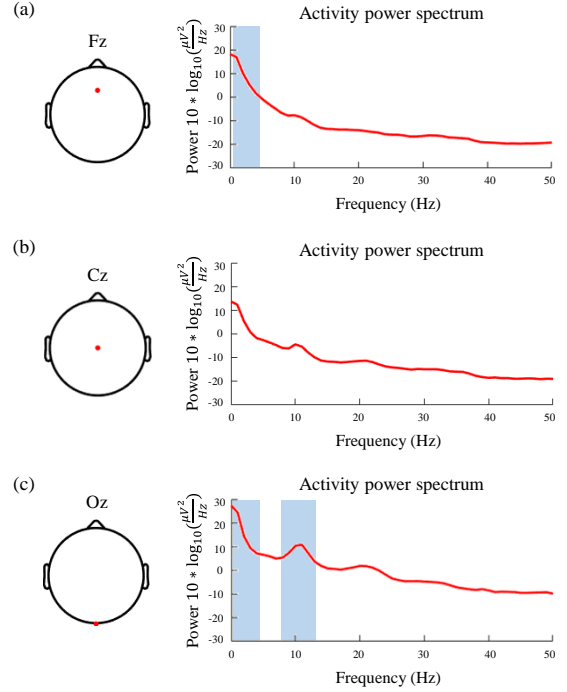 (a)
Fz
Activity power spectrum
Power 10 * log₁₀(μV²/Hz)
30
20
10
0
-10
-20
-30
0 10 20 30 40 50
Frequency (Hz)
(b)
Cz
Activity power spectrum
Power 10 * log₁₀(μV²/Hz)
30
20
10
0
-10
-20
-30
0 10 20 30 40 50
Frequency (Hz)
(c)
Oz
Activity power spectrum
Power 10 * log₁₀(μV²/Hz)
30
20
10
0
-10
-20
-30
0 10 20 30 40 50
Frequency (Hz)